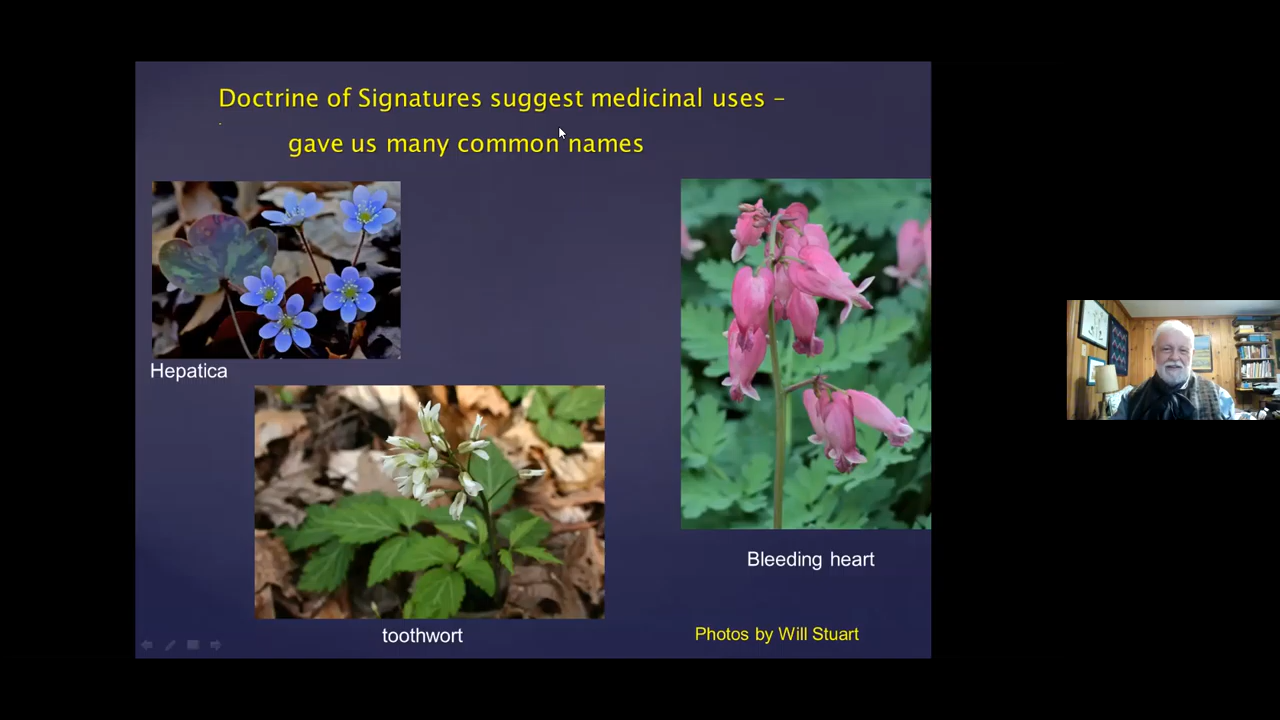 Doctrine of Signatures suggest medicinal uses –
gave us many common names
Hepatica
toothwort
Bleeding heart
Photos by Will Stuart